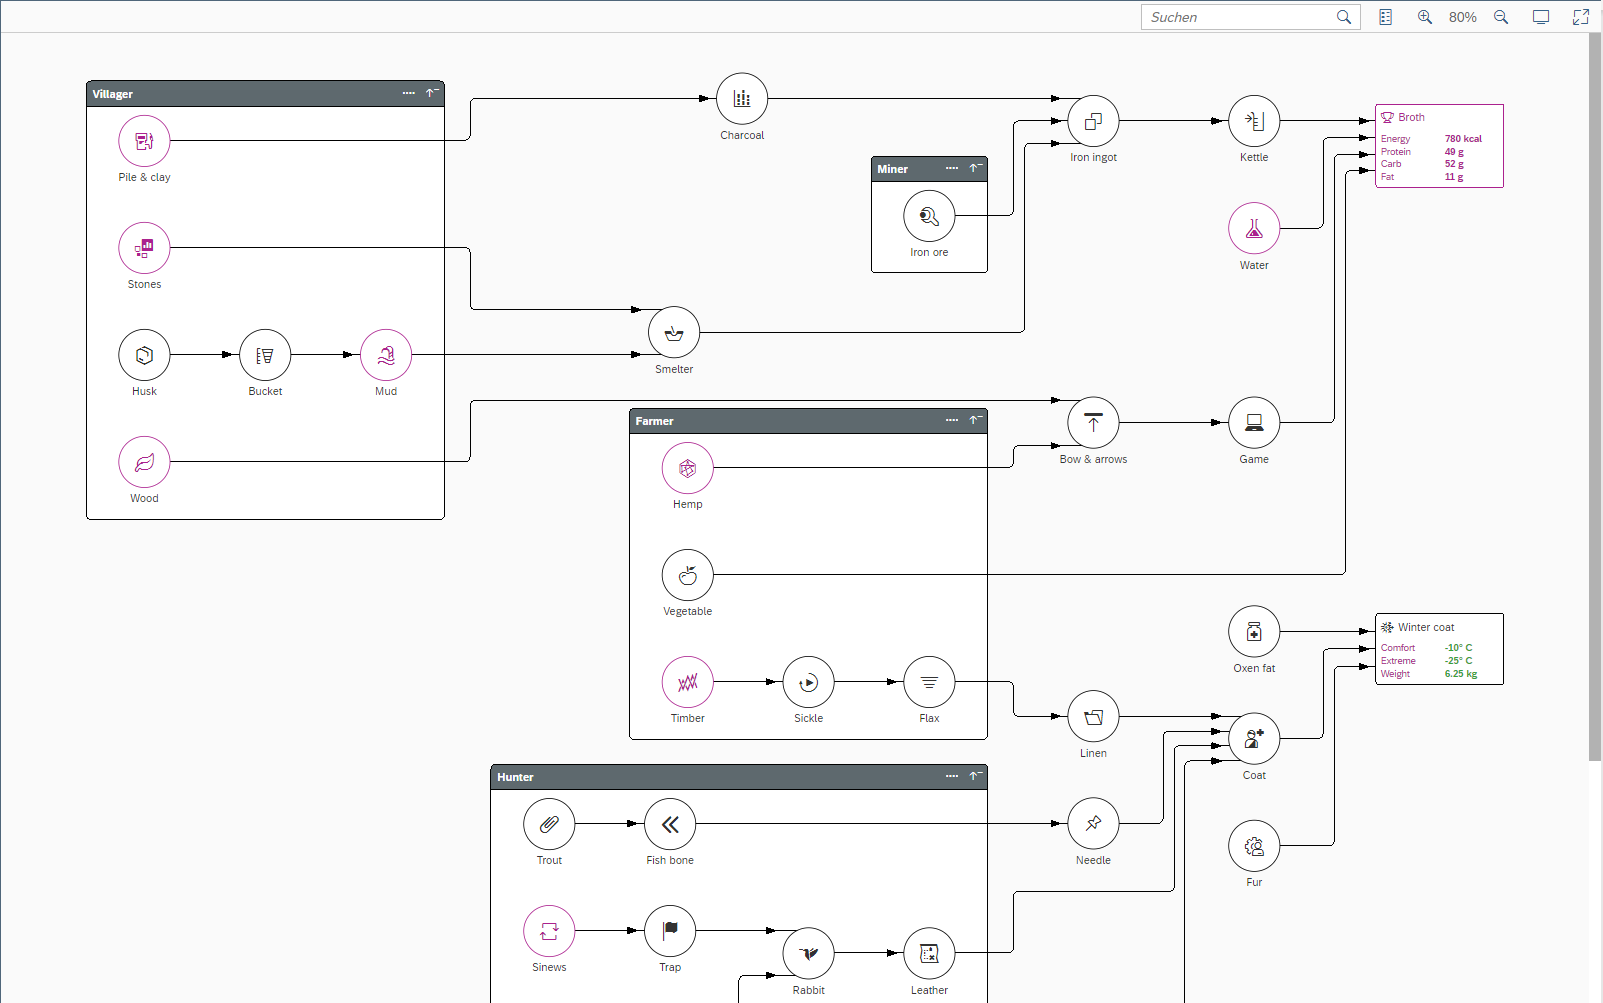 Suchen
80%
Villager
Pile & clay
Stones
Husk
Bucket
Mud
Wood
Charcoal
Miner
Iron ore
Iron ingot
Kettle
Broth
Energy 780 kcal
Protein 49 g
Carb 52 g
Fat 11 g
Water
Smelter
Farmer
Hemp
Vegetable
Timber
Sickle
Flax
Bow & arrows
Game
Oxen fat
Winter coat
Comfort -10° C
Extreme -25° C
Weight 6.25 kg
Linen
Coat
Hunter
Trout
Fish bone
Needle
Fur
Sinews
Trap
Rabbit
Leather